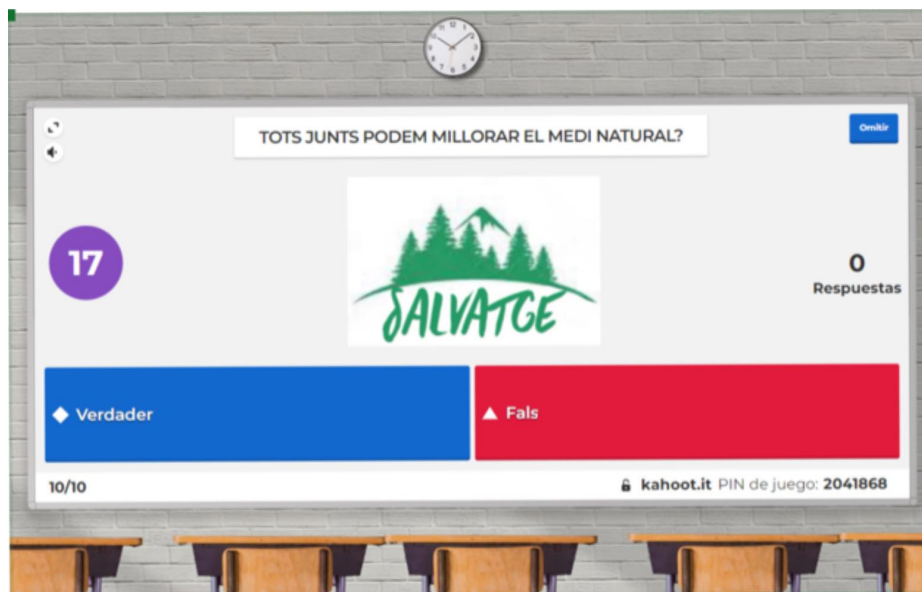 TOTS JUNTS PODEM MILLORAR EL MEDI NATURAL?
Omitir
17
SALVATGE
0
Respuestas
Verdader
Fals
10/10
kahoot.it PIN de juego: 2041868